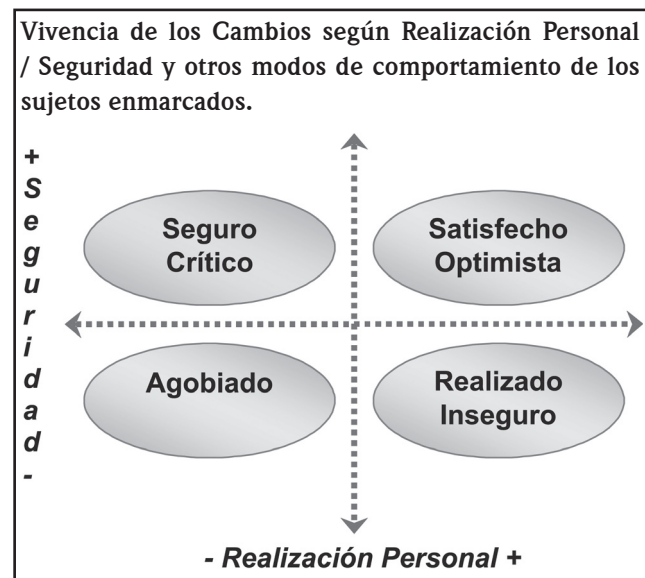 Vivencia de los Cambios según Realización Personal
/ Seguridad y otros modos de comportamiento de los
sujetos enmarcados.
+ Seguridad -
Seguro
Crítico
Satisfecho
Optimista
Agobiado
Realizado
Inseguro
- Realización Personal +